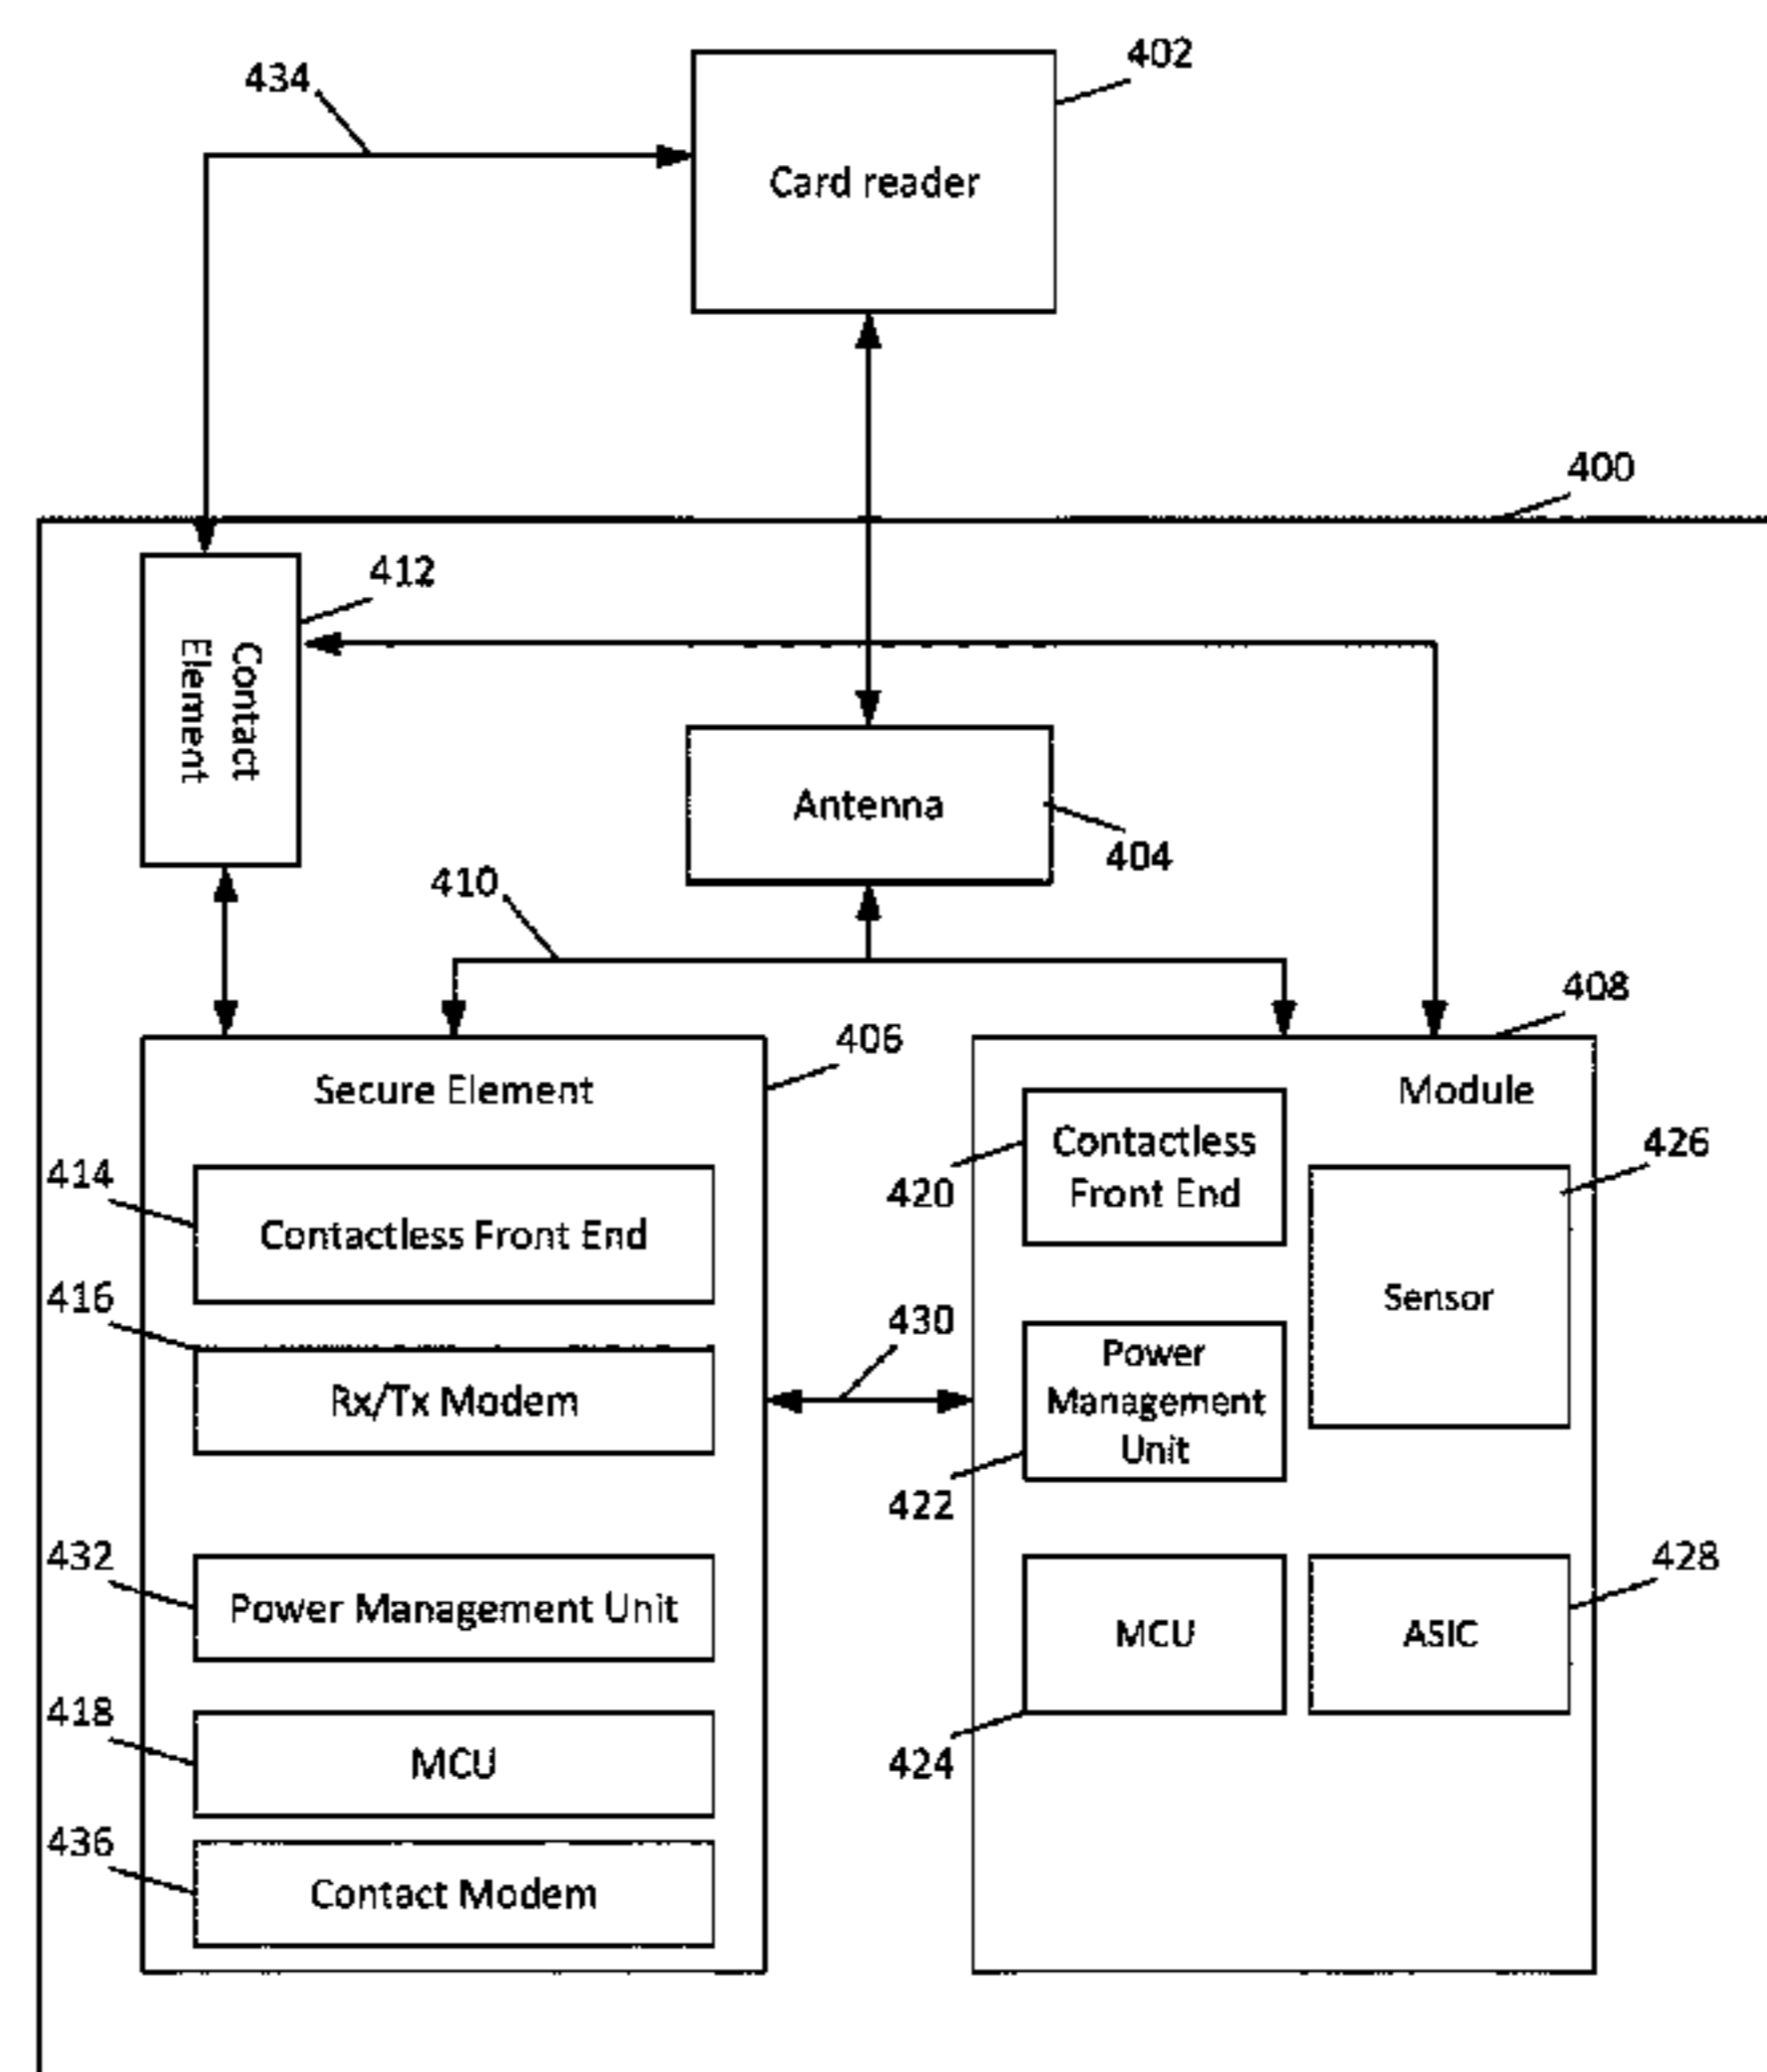 402
434
Card reader
400
412
Contact
Element
Antenna
404
410
408
406
Secure Element
Module
Contactless
Front End
426
414
420
Contactless Front End
416
Sensor
430
Power
Management
Unit
Rx/Tx Modem
422
432
428
Power Management Unit
MCU
ASIC
418
MCU
424
436
Contact Modem